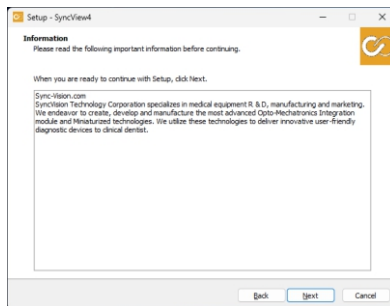 Setup - SyncView4
Information
Please read the following important information before continuing.
When you are ready to continue with Setup, click Next.
Sync-Vision.com
SyncVision Technology Corporation specializes in medical equipment R & D, manufacturing and marketing.
We endeavor to create, develop and manufacture the most advanced Opto-Mechatronics Integration
module and Miniaturized technologies. We utilize these technologies to deliver innovative user-friendly
diagnostic devices to clinical dentist.
Back Next Cancel